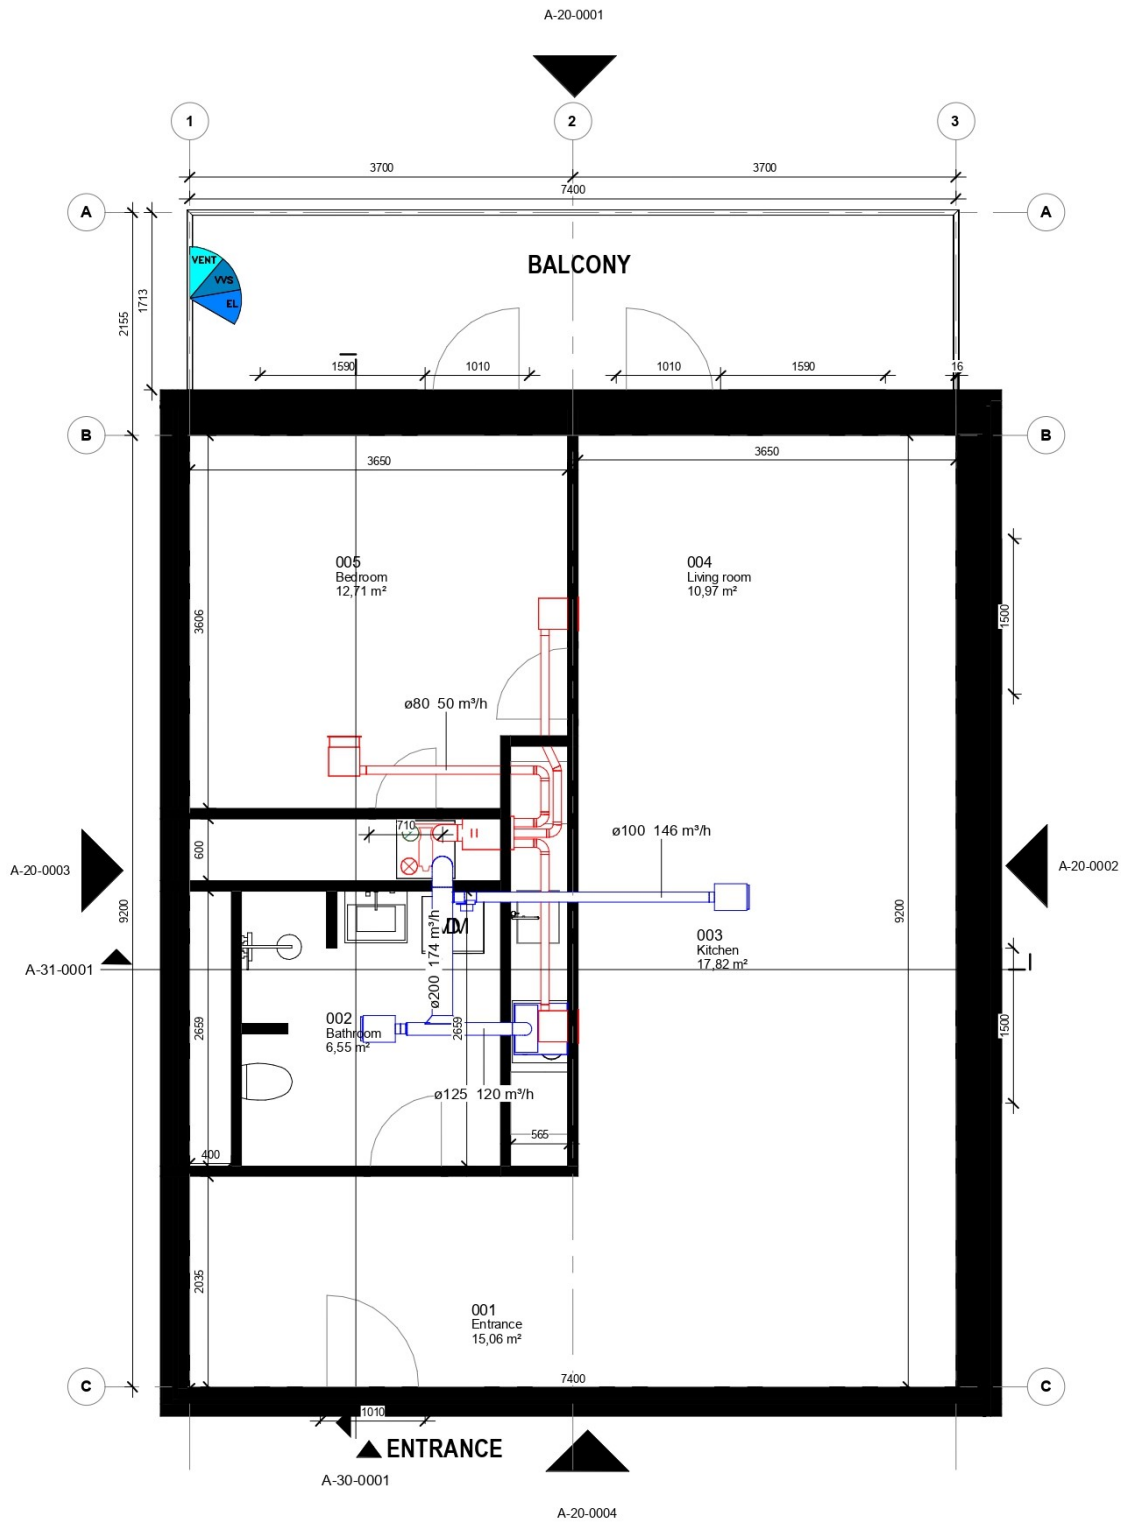 A-20-0001
1
2
3
3700
3700
7400
A
A
BALCONY
VENT
VVS
EL
1713
2155
1590
1010
1010
1590
16
B
B
3650
3650
005
Bedroom
12,71 m²
004
Living room
10,97 m²
1500
3606
ø80 50 m³/h
710
ø100 146 m³/h
600
A-20-0003
A-20-0002
9200
9200
ø200 174 m³/h
003
Kitchen
17,82 m²
A-31-0001
002
Bathroom
6,55 m²
2659
2659
1500
ø125 120 m³/h
565
400
2035
001
Entrance
15,06 m²
7400
C
C
1010
ENTRANCE
A-30-0001
A-20-0004